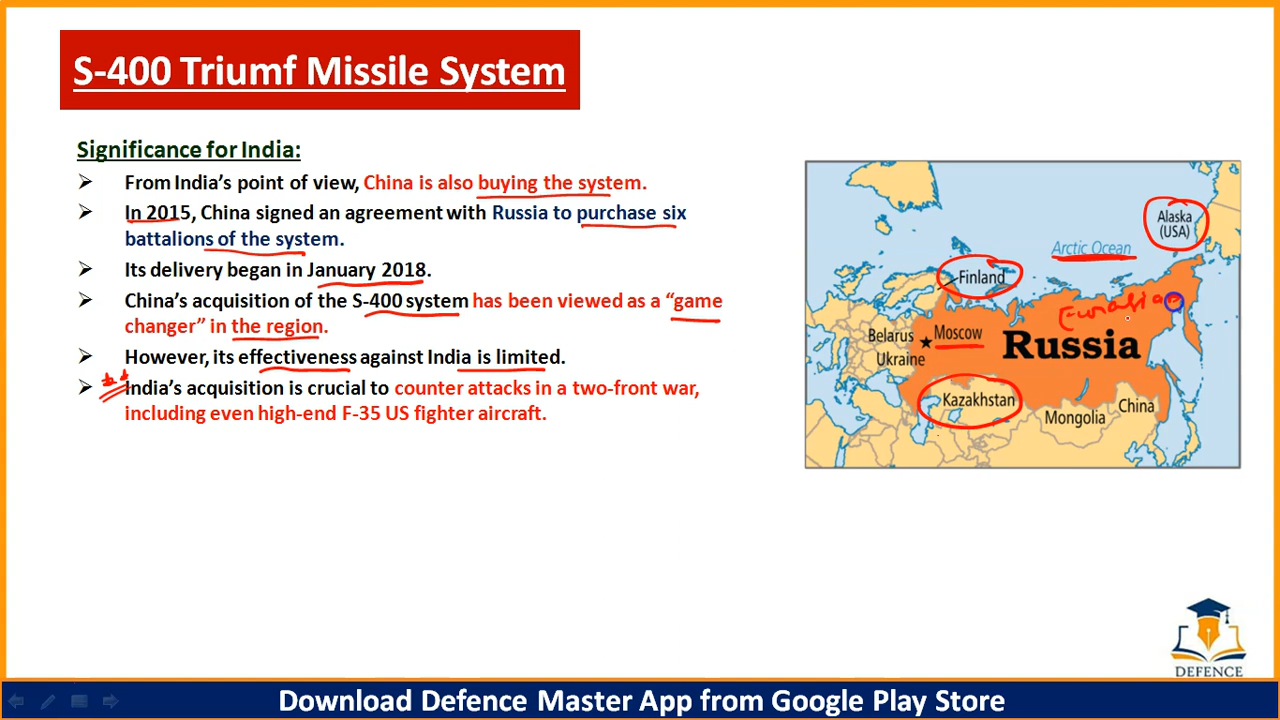 S-400 Triumf Missile System
Significance for India:
➢ From India's point of view, China is also buying the system.
➢ In 2015, China signed an agreement with Russia to purchase six
battalions of the system.
➢ Its delivery began in January 2018.
➢ China's acquisition of the S-400 system has been viewed as a “game
changer” in the region.
➢ However, its effectiveness against India is limited.
➢ India's acquisition is crucial to counter attacks in a two-front war,
including even high-end F-35 US fighter aircraft.
Alaska
(USA)
Arctic Ocean
Finland
Eurasian
Belarus
Moscow
Russia
Ukraine
Kazakhstan
Mongolia
China
DEFENCE
Download Defence Master App from Google Play Store